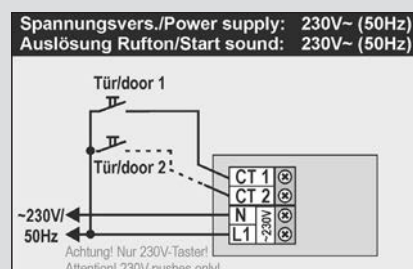 Spannungsvers./Power supply: 230V~ (50Hz)
Auslösung Rufton/Start sound: 230V~ (50Hz)
Tür/door 1
Tür/door 2
CT 1
CT 2
~230V/
N
~230V
50Hz
L1
Achtung! Nur 230V-Taster!
Attention! 230V pushes only!